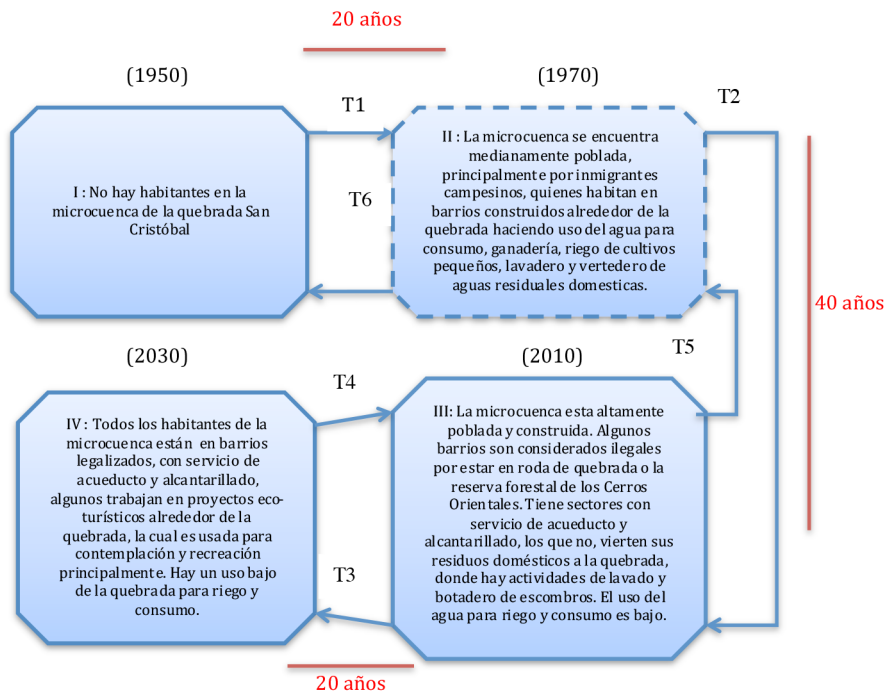 20 años
(1950)
(1970)
T1
T2
I : No hay habitantes en la
microcuenca de la quebrada San
Cristóbal
T6
II : La microcuenca se encuentra
medianamente poblada,
principalmente por inmigrantes
campesinos, quienes habitan en
barrios construidos alrededor de la
quebrada haciendo uso del agua para
consumo, ganadería, riego de cultivos
pequeños, lavadero y vertedero de
aguas residuales domesticas.
40 años
(2030)
(2010)
T5
T4
IV : Todos los habitantes de la
microcuenca están en barrios
legalizados, con servicio de
acueducto y alcantarillado,
algunos trabajan en proyectos eco-
turísticos alrededor de la
quebrada, la cual es usada para
contemplación y recreación
principalmente. Hay un uso bajo
de la quebrada para riego y
consumo.
III: La microcuenca esta altamente
poblada y construida. Algunos
barrios son considerados ilegales
por estar en roda de quebrada o la
reserva forestal de los Cerros
Orientales. Tiene sectores con
servicio de acueducto y
alcantarillado, los que no, vierten sus
residuos domésticos a la quebrada,
donde hay actividades de lavado y
botadero de escombros. El uso del
agua para riego y consumo es bajo.
T3
20 años